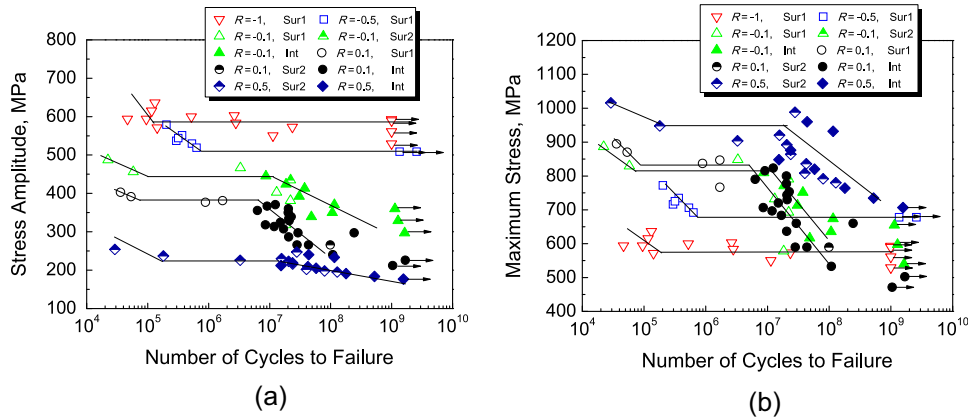 R=-1, Sur1 R=-0.5, Sur1
R=-0.1, Sur1 R=-0.1, Sur2
R=-0.1, Int R=0.1, Sur1
R=0.1, Sur2 R=0.1, Int
R=0.5, Sur2 R=0.5, Int
800
700
600
500
400
300
200
100
Stress Amplitude, MPa
10^4 10^5 10^6 10^7 10^8 10^9 10^10
Number of Cycles to Failure
(a)
R=-1, Sur1 R=-0.5, Sur1
R=-0.1, Sur1 R=-0.1, Sur2
R=-0.1, Int R=0.1, Sur1
R=0.1, Sur2 R=0.1, Int
R=0.5, Sur2 R=0.5, Int
1200
1000
800
600
400
200
Maximum Stress, MPa
10^4 10^5 10^6 10^7 10^8 10^9 10^10
Number of Cycles to Failure
(b)